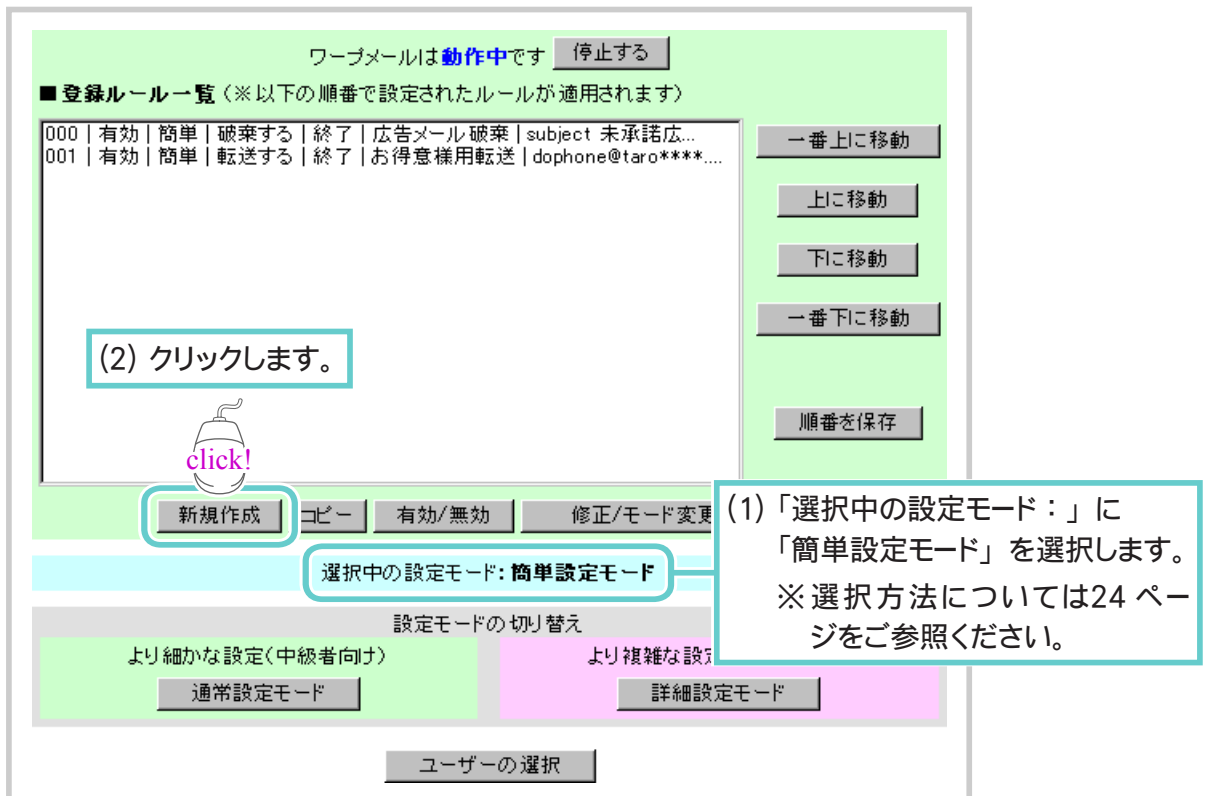 ワープメールは動作中です 停止する
■登録ルール一覧（※以下の順番で設定されたルールが適用されます）
000 | 有効 | 簡単 | 破棄する | 終了 | 広告メール破棄 | subject 未承諾広...
001 | 有効 | 簡単 | 転送する | 終了 | お得意様用転送 | dophone@taro****....
一番上に移動
上に移動
下に移動
一番下に移動
順番を保存
(2) クリックします。
click!
新規作成 コピー 有効/無効 修正/モード変更
(1)「選択中の設定モード：」に
「簡単設定モード」を選択します。
※選択方法については24 ペー
ジをご参照ください。
選択中の設定モード：簡単設定モード
設定モードの切り替え
より細かな設定(中級者向け)
通常設定モード
より複雑な設
詳細設定モード
ユーザーの選択